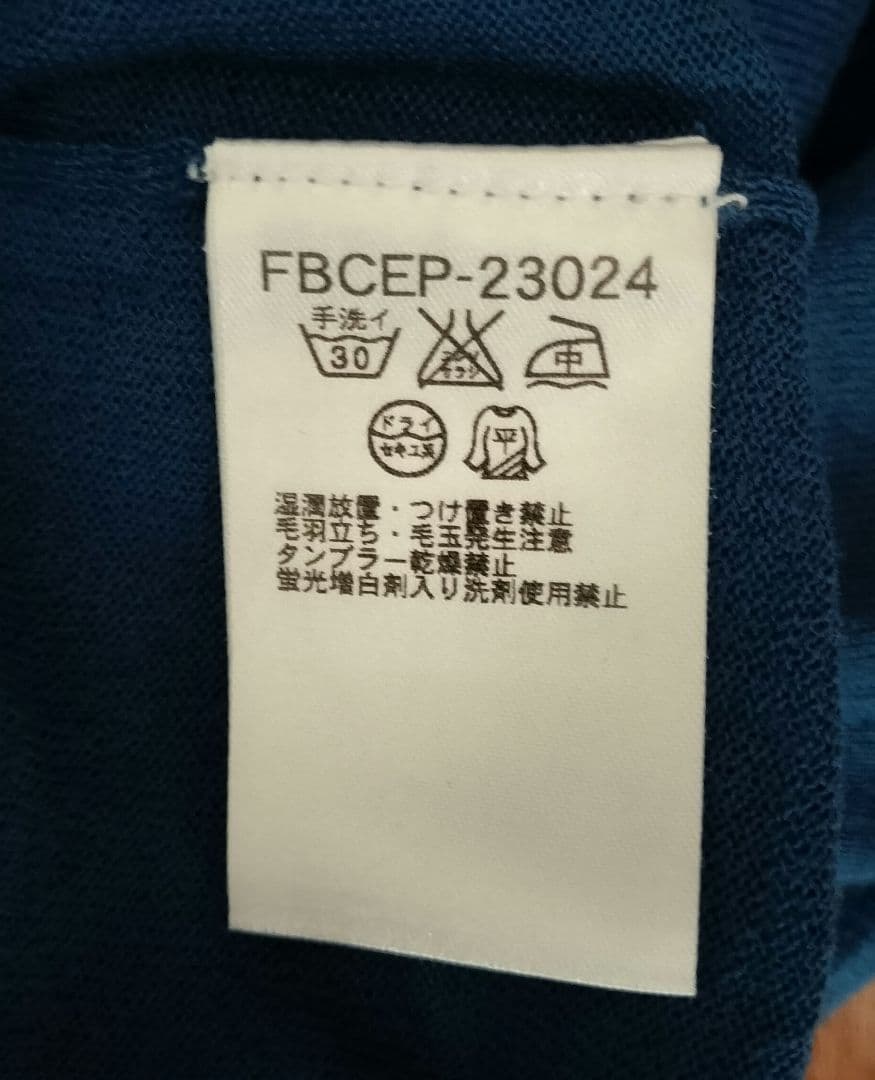 FBCEP-23024
手洗イ
30
エンソ
サラシ
中
ドライ
セキユ系
平
湿潤放置・つけ置き禁止
毛羽立ち・毛玉発生注意
タンブラー乾燥禁止
蛍光増白剤入り洗剤使用禁止